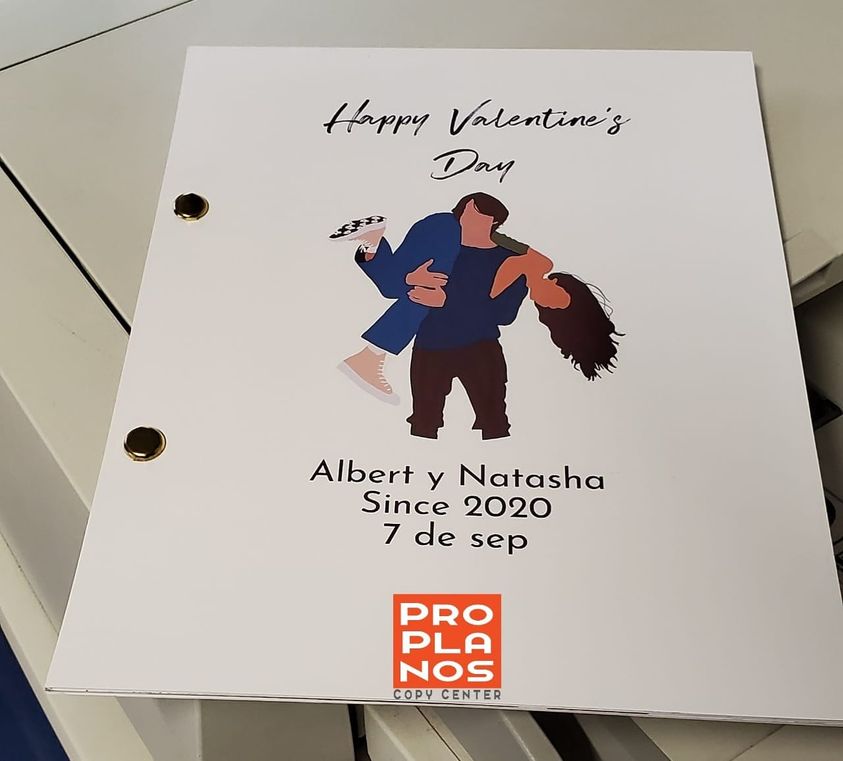 Happy Valentine's
Day
Albert y Natasha
Since 2020
7 de sep
PRO
PLA
NOS
COPY CENTER